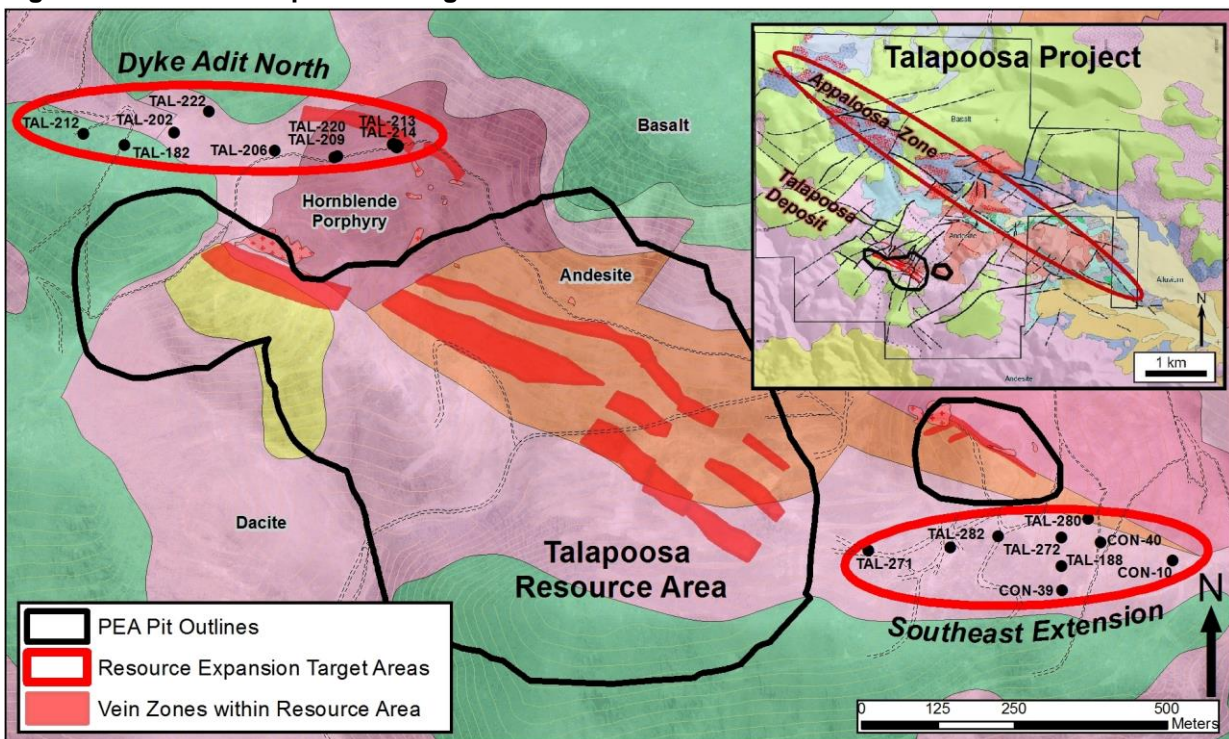 Dyke Adit North
TAL-222
TAL-212
TAL-202
TAL-182
TAL-206
TAL-220
TAL-209
TAL-213
TAL-214
Hornblende
Porphyry
Basalt
Andesite
Dacite
Talapoosa
Resource Area
Talapoosa Project
Appaloosa Zone
Basalt
Talapoosa
Deposit
Andesite
Alluvium
Andesite
N
1 km
TAL-280
TAL-282
TAL-272
CON-40
TAL-271
TAL-188
CON-10
CON-39
Southeast Extension
N
PEA Pit Outlines
Resource Expansion Target Areas
Vein Zones within Resource Area
0 125 250 500
Meters